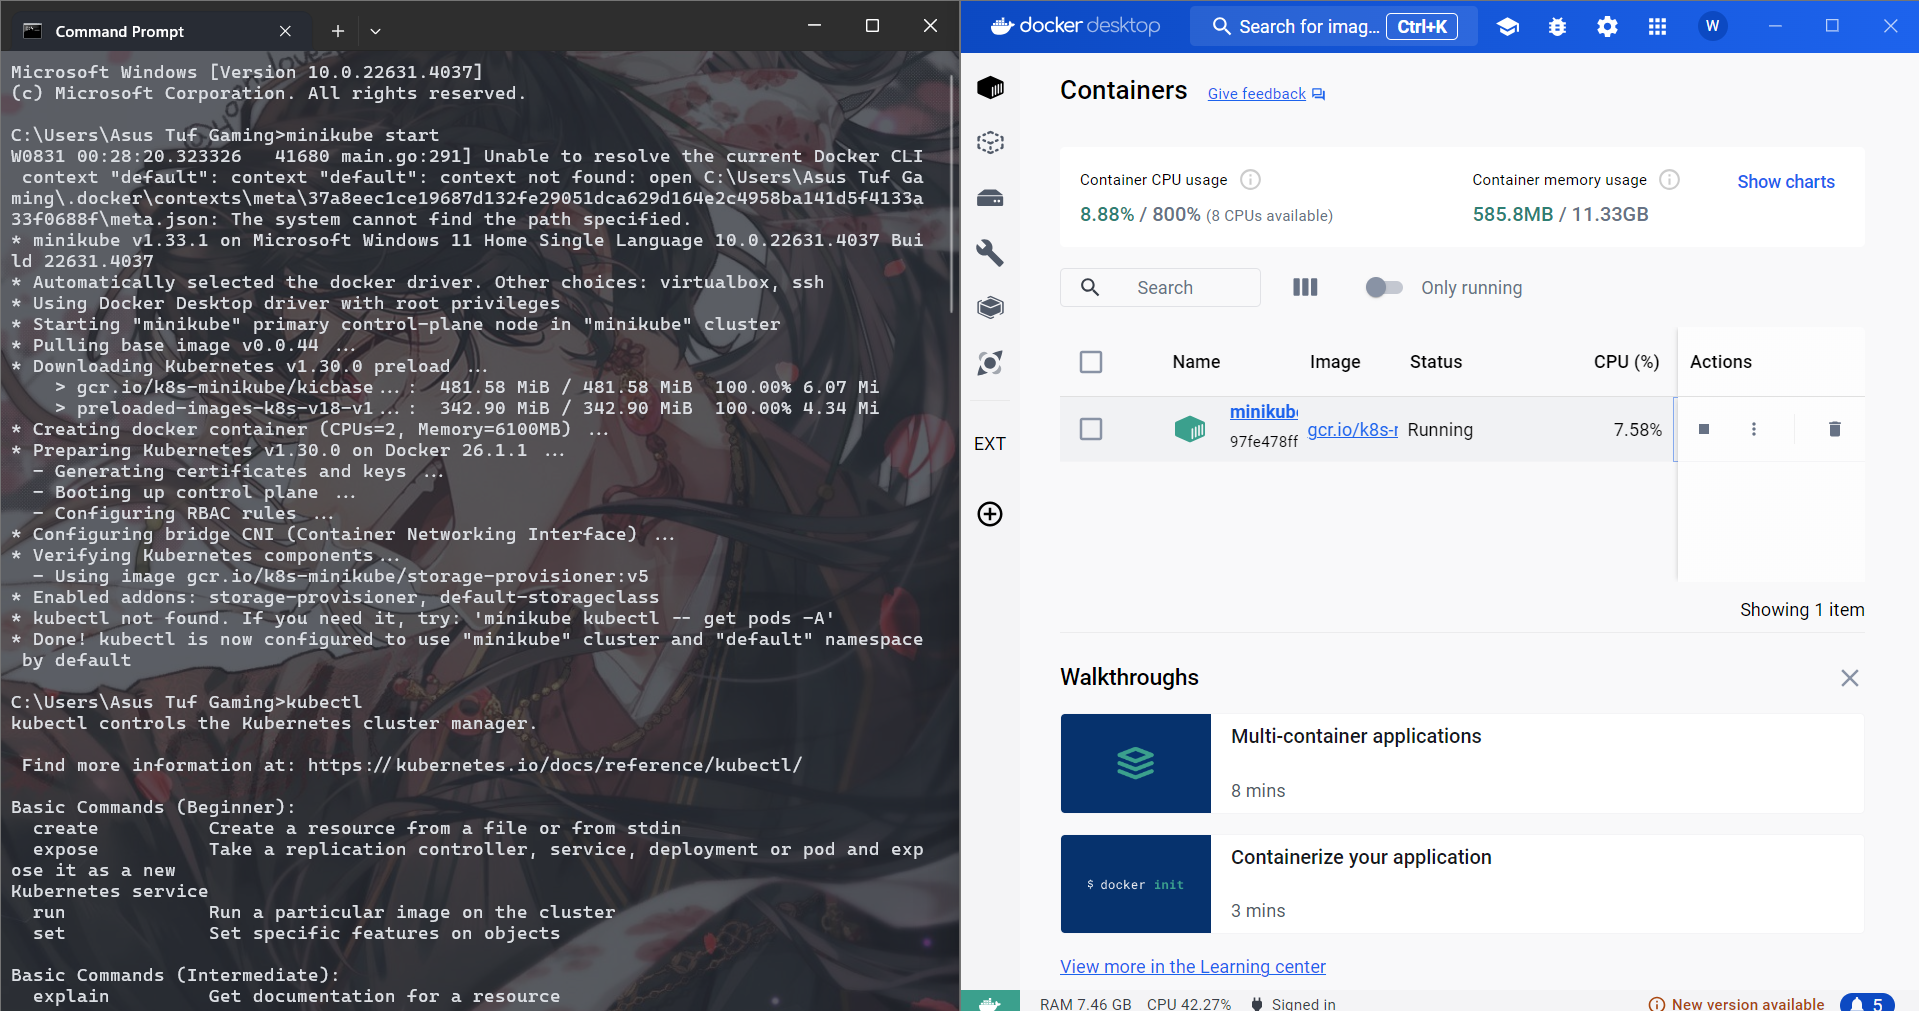 Command Prompt
Microsoft Windows [Version 10.0.22631.4037]
(c) Microsoft Corporation. All rights reserved.
C:\Users\Asus Tuf Gaming>minikube start
W0831 00:28:20.323326   41680 main.go:291] Unable to resolve the current Docker CLI
 context "default": context "default": context not found: open C:\Users\Asus Tuf Ga
ming\.docker\contexts\meta\37a8eec1ce19687d132fe29051dca629d164e2c4958ba141d5f4133a
33f0688f\meta.json: The system cannot find the path specified.
* minikube v1.33.1 on Microsoft Windows 11 Home Single Language 10.0.22631.4037 Bui
ld 22631.4037
* Automatically selected the docker driver. Other choices: virtualbox, ssh
* Using Docker Desktop driver with root privileges
* Starting "minikube" primary control-plane node in "minikube" cluster
* Pulling base image v0.0.44 ...
* Downloading Kubernetes v1.30.0 preload ...
    > gcr.io/k8s-minikube/kicbase...:  481.58 MiB / 481.58 MiB  100.00% 6.07 Mi
    > preloaded-images-k8s-v18-v1...:  342.90 MiB / 342.90 MiB  100.00% 4.34 Mi
* Creating docker container (CPUs=2, Memory=6100MB) ...
* Preparing Kubernetes v1.30.0 on Docker 26.1.1 ...
  - Generating certificates and keys ...
  - Booting up control plane ...
  - Configuring RBAC rules ...
* Configuring bridge CNI (Container Networking Interface) ...
* Verifying Kubernetes components...
  - Using image gcr.io/k8s-minikube/storage-provisioner:v5
* Enabled addons: storage-provisioner, default-storageclass
* kubectl not found. If you need it, try: 'minikube kubectl -- get pods -A'
* Done! kubectl is now configured to use "minikube" cluster and "default" namespace
 by default
C:\Users\Asus Tuf Gaming>kubectl
kubectl controls the Kubernetes cluster manager.
 Find more information at: https://kubernetes.io/docs/reference/kubectl/
Basic Commands (Beginner):
  create          Create a resource from a file or from stdin
  expose          Take a replication controller, service, deployment or pod and exp
ose it as a new
Kubernetes service
  run             Run a particular image on the cluster
  set             Set specific features on objects
Basic Commands (Intermediate):
  explain         Get documentation for a resource
docker desktop
Search for imag... Ctrl+K
W
Containers Give feedback
Container CPU usage
8.88% / 800% (8 CPUs available)
Container memory usage
585.8MB / 11.33GB
Show charts
Search
Only running
Name Image Status CPU (%) Actions
minikube
97fe478ff
gcr.io/k8s-r
Running
7.58%
EXT
Showing 1 item
Walkthroughs
Multi-container applications
8 mins
$ docker init
Containerize your application
3 mins
View more in the Learning center
RAM 7.46 GB CPU 42.27% Signed in
New version available
5